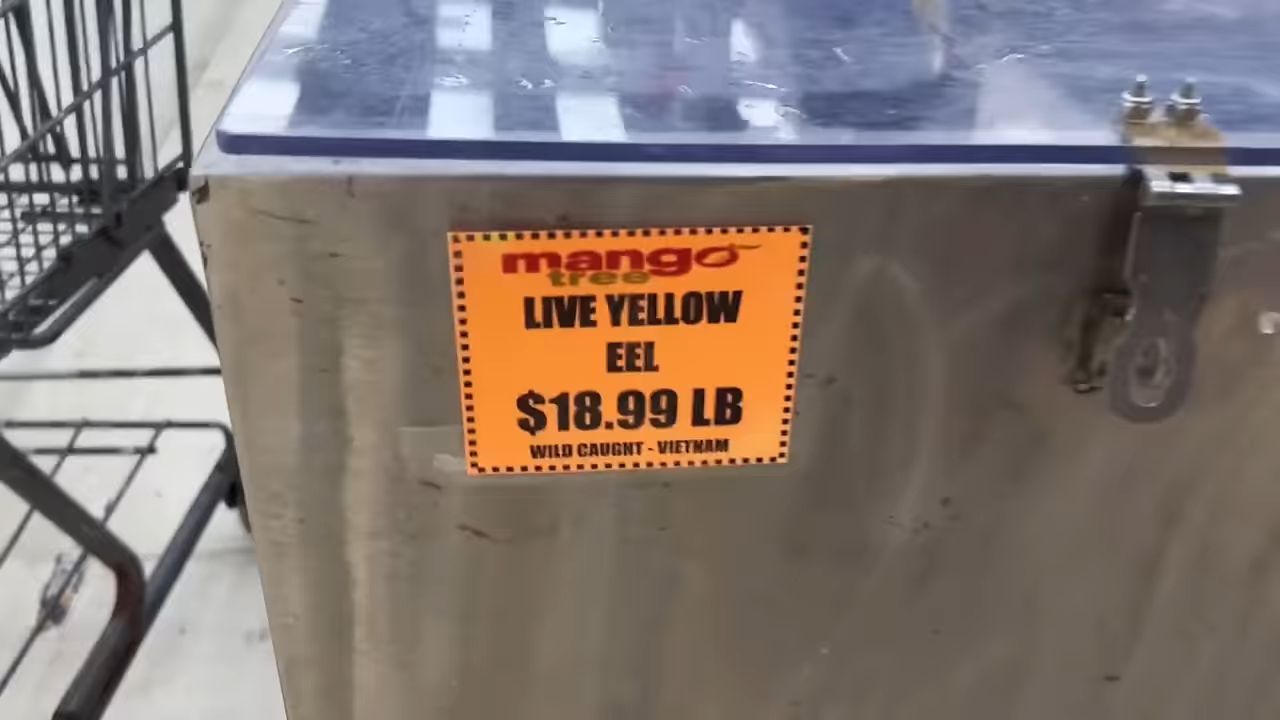 mango
tree
LIVE YELLOW
EEL
$18.99 LB
WILD CAUGHT - VIETNAM